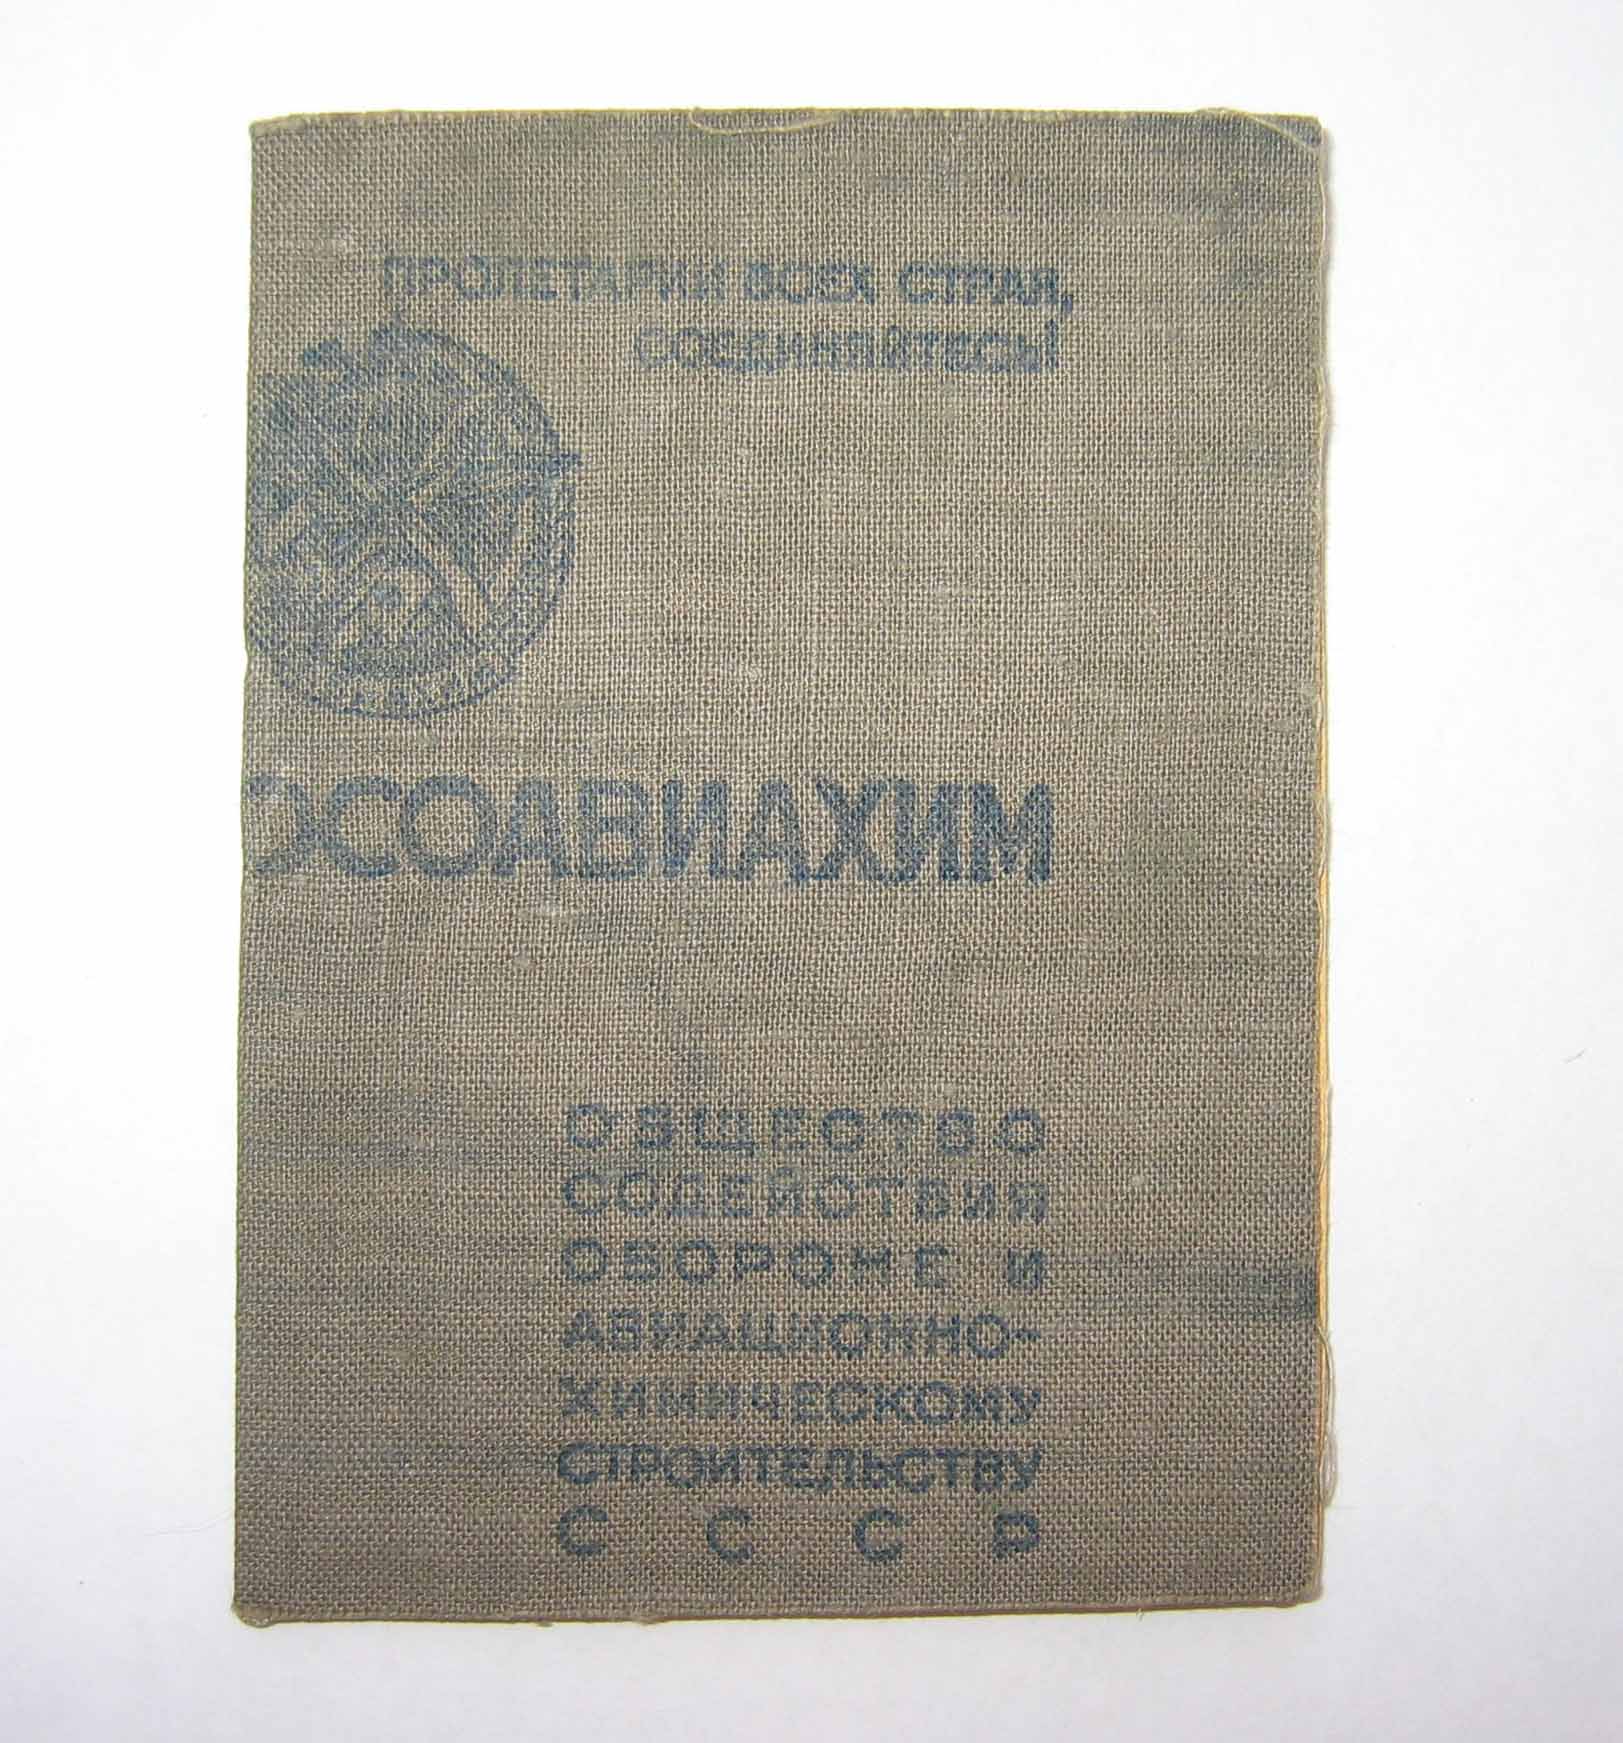 ПРОЛЕТАРИИ ВСЕХ СТРАН,
СОЕДИНЯЙТЕСЬ!
ОСОАВИАХИМ
ОБЩЕСТВО
СОДЕЙСТВИЯ
ОБОРОНЕ И
АВИАЦИОННО-
ХИМИЧЕСКОМУ
СТРОИТЕЛЬСТВУ
С С С Р